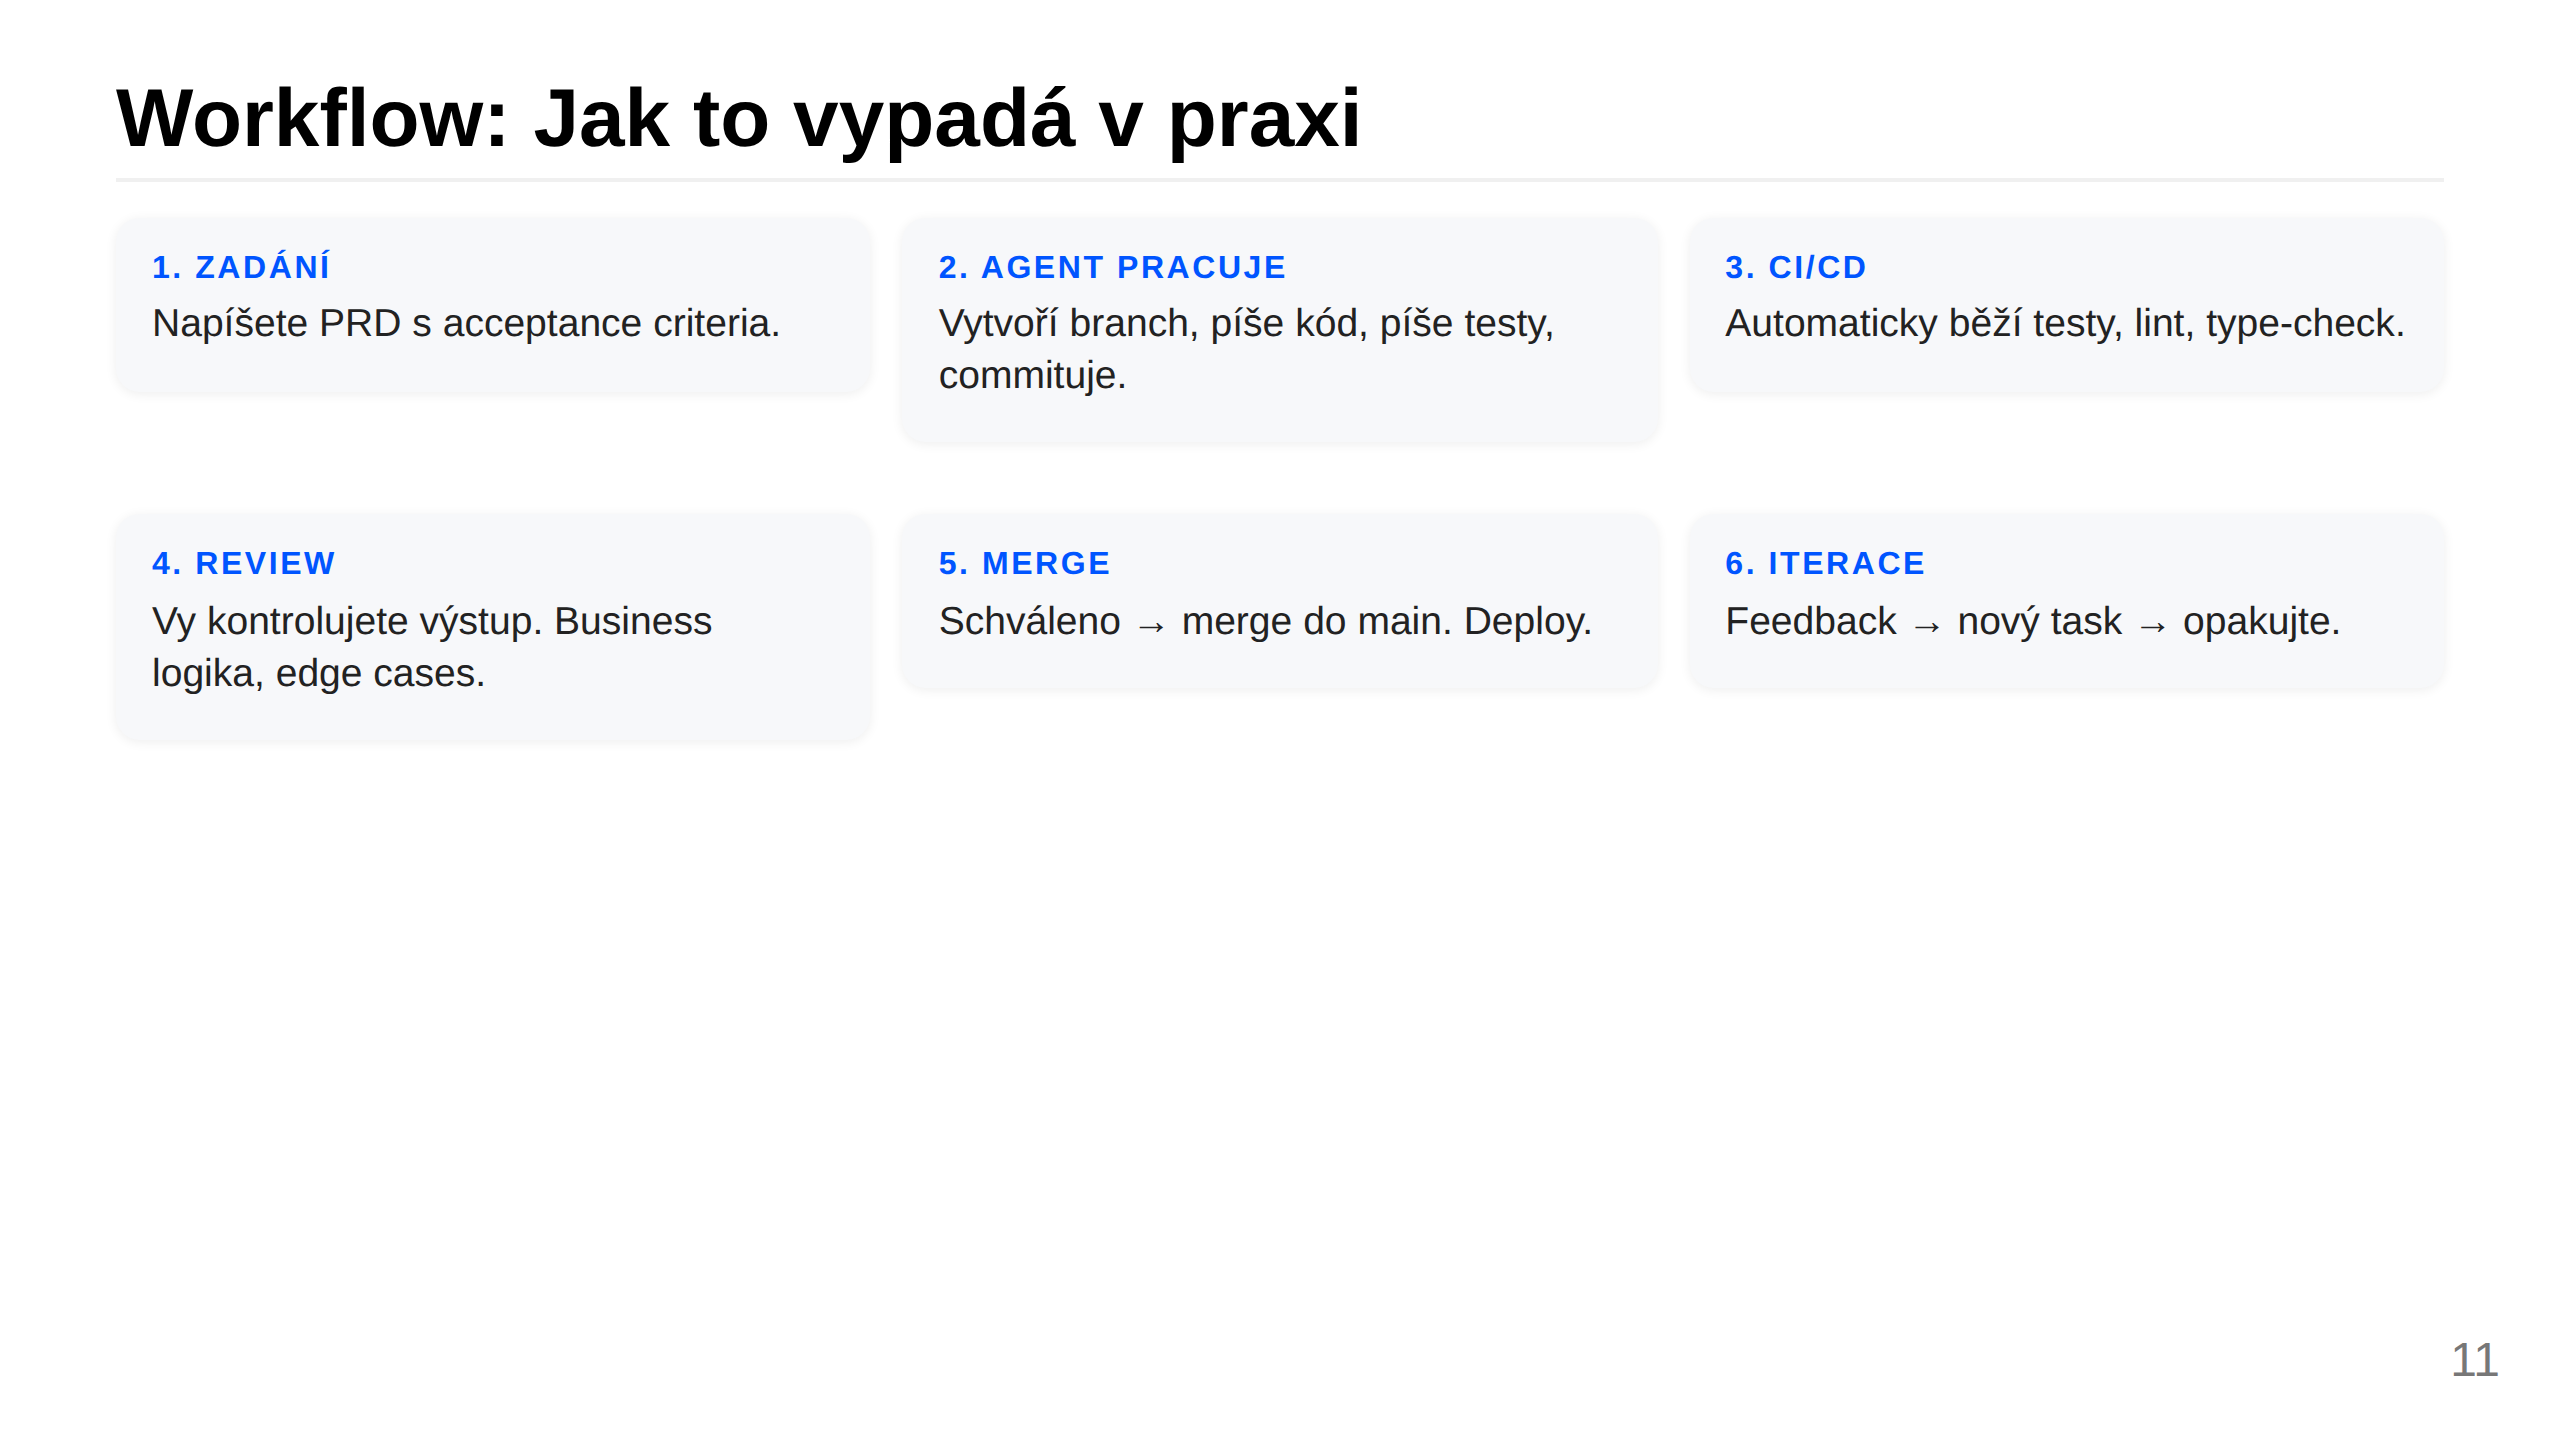 Workflow: Jak to vypadá v praxi
1. ZADÁNÍ
Napíšete PRD s acceptance criteria.
2. AGENT PRACUJE
Vytvoří branch, píše kód, píše testy,
commituje.
3. CI/CD
Automaticky běží testy, lint, type-check.
4. REVIEW
Vy kontrolujete výstup. Business
logika, edge cases.
5. MERGE
Schváleno → merge do main. Deploy.
6. ITERACE
Feedback → nový task → opakujte.
11